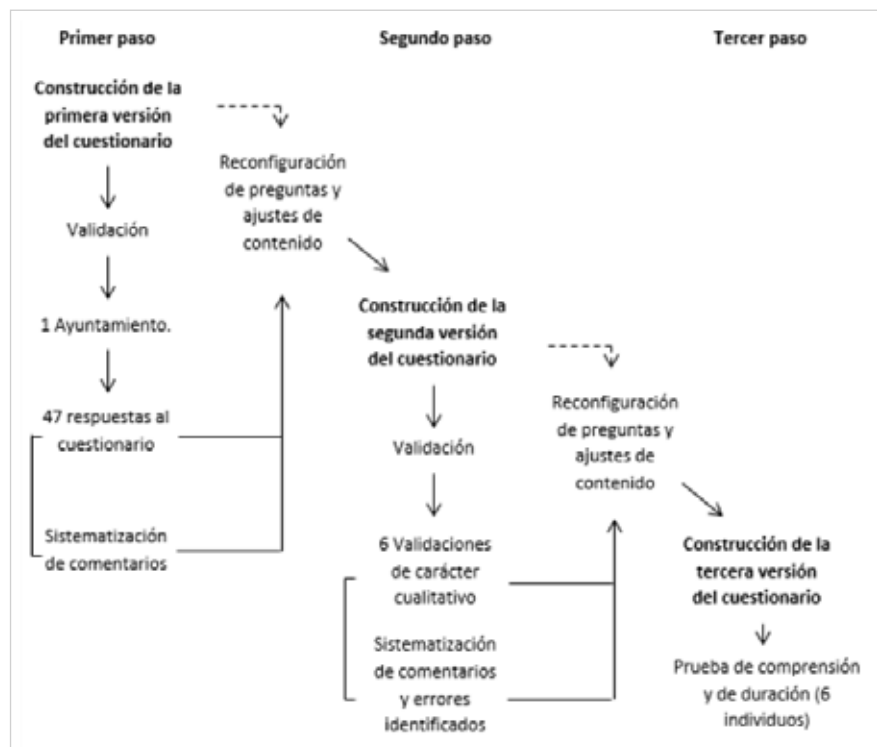 Primer paso
Segundo paso
Tercer paso
Construcción de la
primera versión
del cuestionario
Reconfiguración
de preguntas y
ajustes de
contenido
Validación
1 Ayuntamiento.
47 respuestas al
cuestionario
Sistematización
de comentarios
Construcción de la
segunda versión
del cuestionario
Reconfiguración
de preguntas y
ajustes de
contenido
Validación
6 Validaciones
de carácter
cualitativo
Sistematización
de comentarios
y errores
identificados
Construcción de la
tercera versión
del cuestionario
Prueba de comprensión
y de duración (6
individuos)